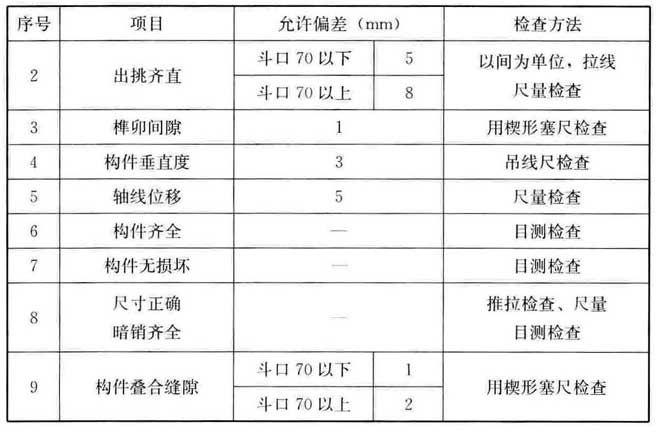 序号 项目 允许偏差（mm） 检查方法
2 出挑齐直 斗口 70 以下 5 以间为单位，拉线
斗口 70 以上 8 尺量检查
3 榫卯间隙 1 用楔形塞尺检查
4 构件垂直度 3 吊线尺检查
5 轴线位移 5 尺量检查
6 构件齐全 — 目测检查
7 构件无损坏 — 目测检查
8 尺寸正确 — 推拉检查、尺量
暗销齐全 目测检查
9 构件叠合缝隙 斗口 70 以下 1 用楔形塞尺检查
斗口 70 以上 2